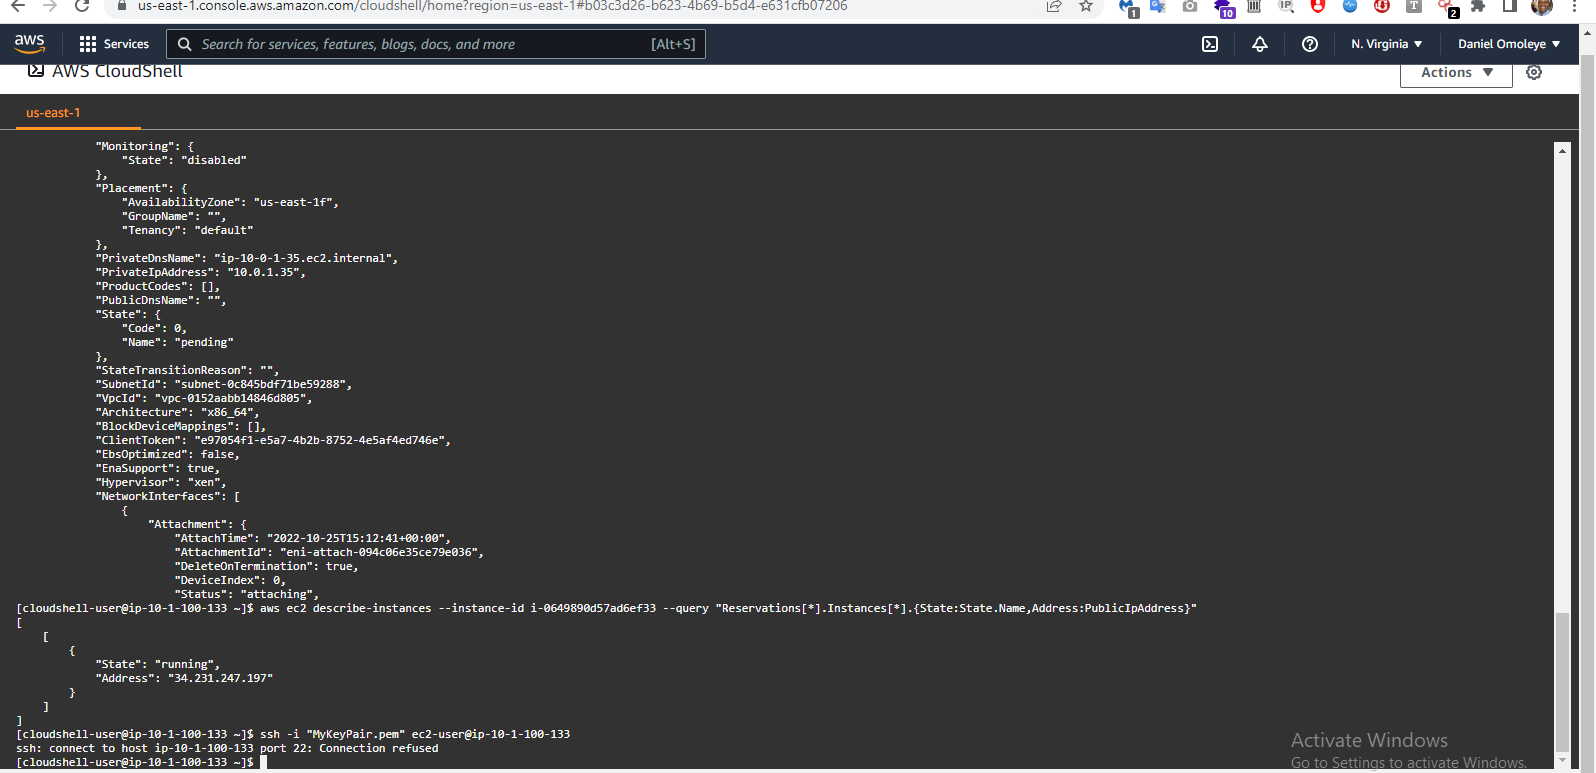 us-east-1.console.aws.amazon.com/cloudshell/home?region=us-east-1#b03c3d26-b623-4b69-b5d4-e631cfb07206
1
10
IP
T
2
aws
Services
Search for services, features, blogs, docs, and more
[Alt+S]
N. Virginia
Daniel Omoleye
AWS CloudShell
Actions
us-east-1
"Monitoring": {
"State": "disabled"
},
"Placement": {
"AvailabilityZone": "us-east-1f",
"GroupName": "",
"Tenancy": "default"
},
"PrivateDnsName": "ip-10-0-1-35.ec2.internal",
"PrivateIpAddress": "10.0.1.35",
"ProductCodes": [],
"PublicDnsName": "",
"State": {
"Code": 0,
"Name": "pending"
},
"StateTransitionReason": "",
"SubnetId": "subnet-0c845bdf71be59288",
"VpcId": "vpc-0152aabb14846d805",
"Architecture": "x86_64",
"BlockDeviceMappings": [],
"ClientToken": "e97054f1-e5a7-4b2b-8752-4e5af4ed746e",
"EbsOptimized": false,
"EnaSupport": true,
"Hypervisor": "xen",
"NetworkInterfaces": [
{
"Attachment": {
"AttachTime": "2022-10-25T15:12:41+00:00",
"AttachmentId": "eni-attach-094c06e35ce79e036",
"DeleteOnTermination": true,
"DeviceIndex": 0,
"Status": "attaching",
[cloudshell-user@ip-10-1-100-133 ~]$ aws ec2 describe-instances --instance-id i-0649890d57ad6ef33 --query "Reservations[*].Instances[*].{State:State.Name,Address:PublicIpAddress}"
[
[
{
"State": "running",
"Address": "34.231.247.197"
}
]
]
[cloudshell-user@ip-10-1-100-133 ~]$ ssh -i "MyKeyPair.pem" ec2-user@ip-10-1-100-133
ssh: connect to host ip-10-1-100-133 port 22: Connection refused
[cloudshell-user@ip-10-1-100-133 ~]$
Activate Windows
Go to Settings to activate Windows.